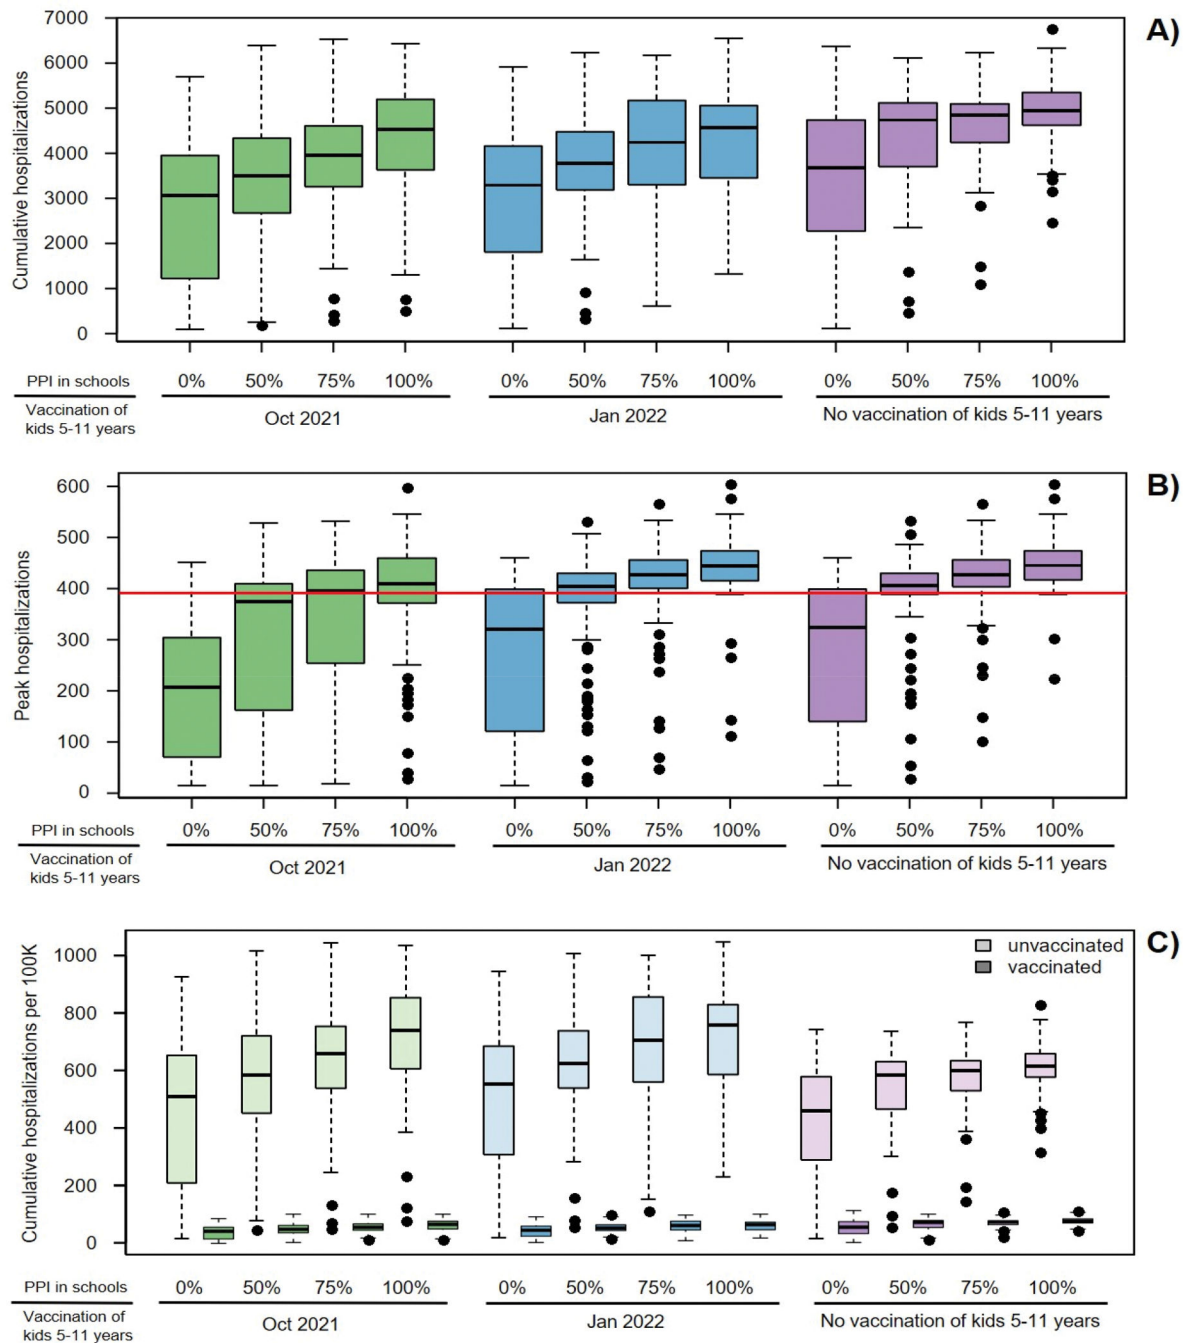 A)
Cumulative hospitalizations
7000
6000
5000
4000
3000
2000
1000
0
PPI in schools
0% 50% 75% 100% 0% 50% 75% 100% 0% 50% 75% 100%
Vaccination of
kids 5-11 years
Oct 2021 Jan 2022 No vaccination of kids 5-11 years
B)
Peak hospitalizations
600
500
400
300
200
100
0
PPI in schools
0% 50% 75% 100% 0% 50% 75% 100% 0% 50% 75% 100%
Vaccination of
kids 5-11 years
Oct 2021 Jan 2022 No vaccination of kids 5-11 years
C)
Cumulative hospitalizations per 100K
1000
800
600
400
200
0
unvaccinated
vaccinated
PPI in schools
0% 50% 75% 100% 0% 50% 75% 100% 0% 50% 75% 100%
Vaccination of
kids 5-11 years
Oct 2021 Jan 2022 No vaccination of kids 5-11 years